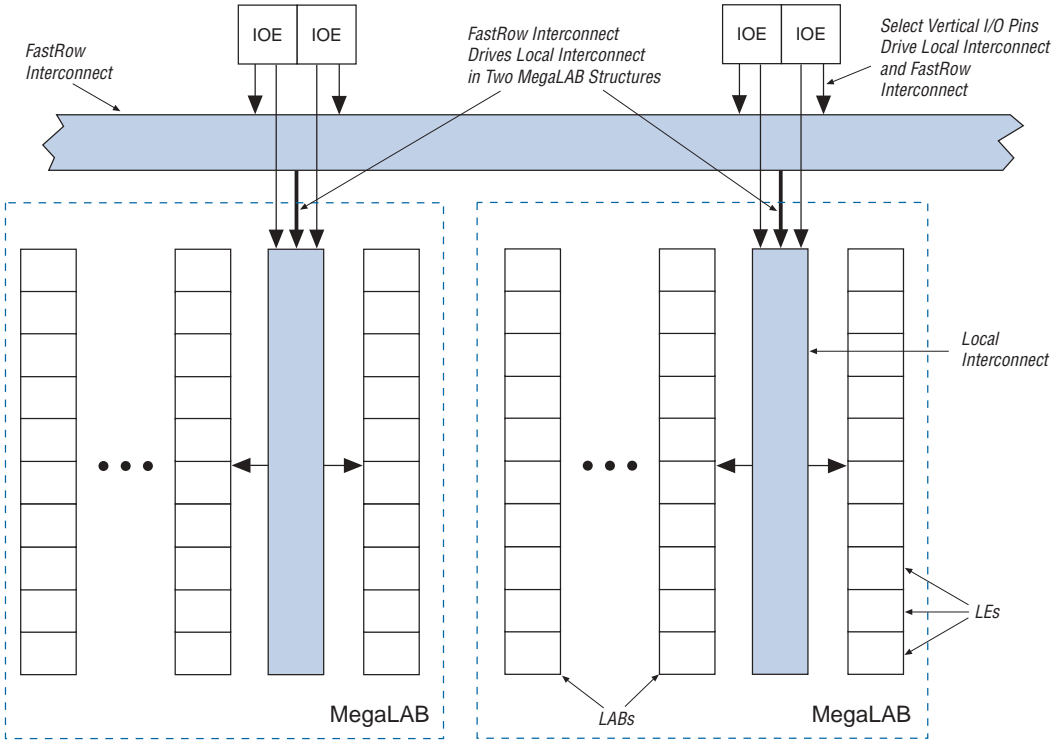 IOE IOE
IOE IOE
FastRow
Interconnect
FastRow Interconnect
Drives Local Interconnect
in Two MegaLAB Structures
Select Vertical I/O Pins
Drive Local Interconnect
and FastRow
Interconnect
Local
Interconnect
LEs
LABs
MegaLAB
MegaLAB